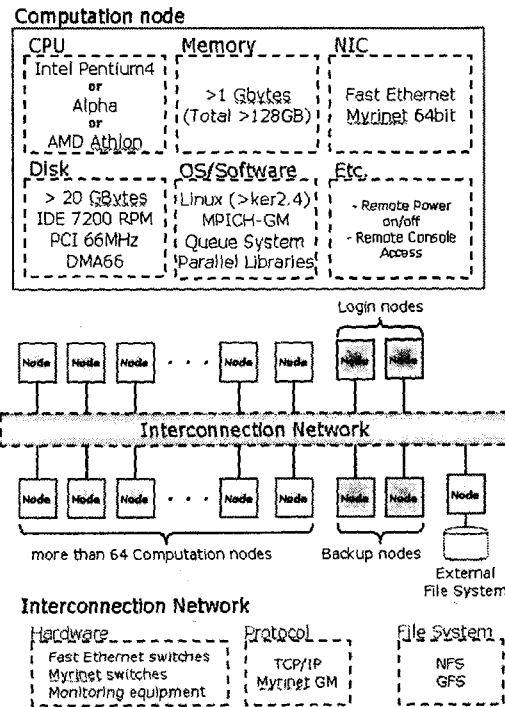 Computation node
CPU
Intel Pentium4
or
Alpha
or
AMD Athlon
Memory
>1 Gbytes
(Total >128GB)
NIC
Fast Ethernet
Myrinet 64bit
Disk
> 20 GBytes
IDE 7200 RPM
PCI 66MHz
DMA66
OS/Software
Linux (>ker2.4)
MPICH-GM
Queue System
Parallel Libraries
Etc.
- Remote Power
on/off
- Remote Console
Access
Login nodes
Node Node Node . . . Node Node Node Node
Interconnection Network
Node Node Node . . . Node Node Node Node Node
more than 64 Computation nodes
Backup nodes
External
File System
Interconnection Network
Hardware
Fast Ethernet switches
Myrinet switches
Monitoring equipment
Protocol
TCP/IP
Myrinet GM
File System
NFS
GFS